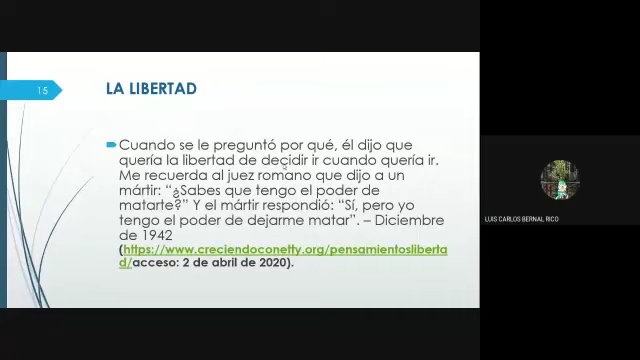 15
LA LIBERTAD
Cuando se le preguntó por qué, él dijo que
quería la libertad de decidir ir cuando quería ir.
Me recuerda al juez romano que dijo a un
mártir: “¿Sabes que tengo el poder de
matarte?” Y el mártir respondió: “Sí, pero yo
tengo el poder de dejarme matar”. – Diciembre
de 1942
(https://www.creciendoconetty.org/pensamientosliberta
d/acceso: 2 de abril de 2020).
LUIS CARLOS BERNAL RICO